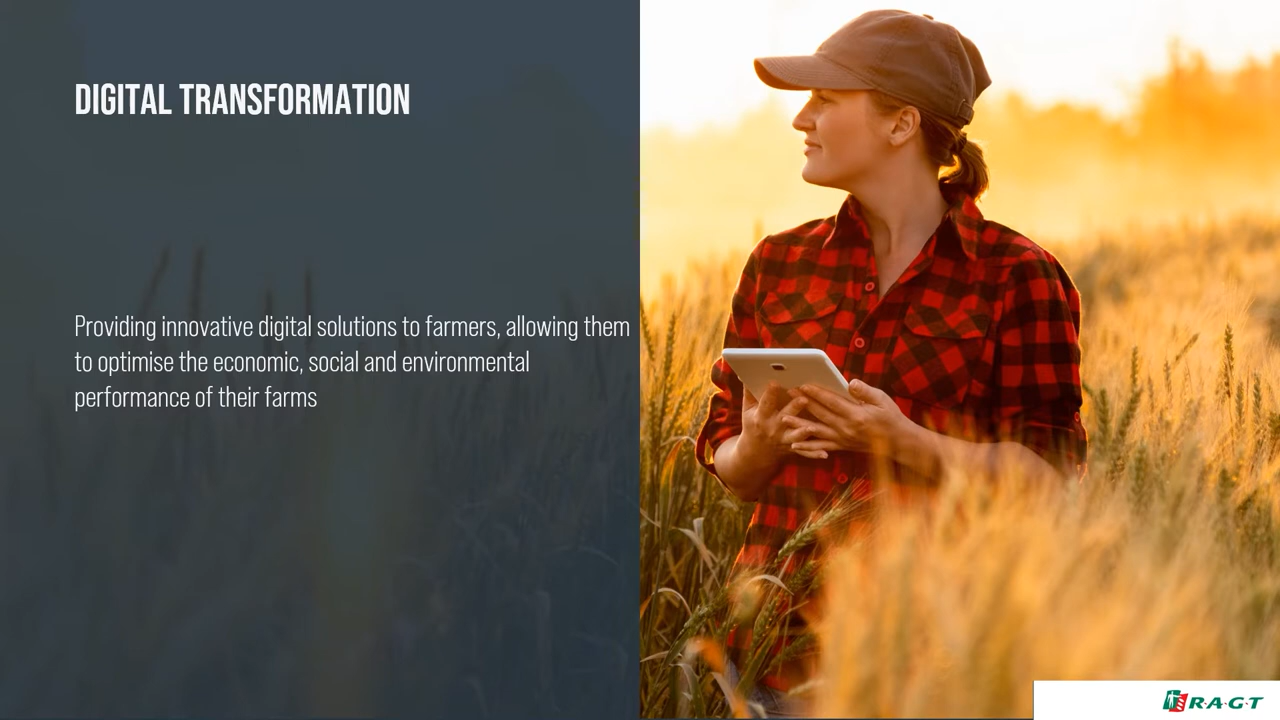 DIGITAL TRANSFORMATION
Providing innovative digital solutions to farmers, allowing them
to optimise the economic, social and environmental
performance of their farms
R·A·G·T